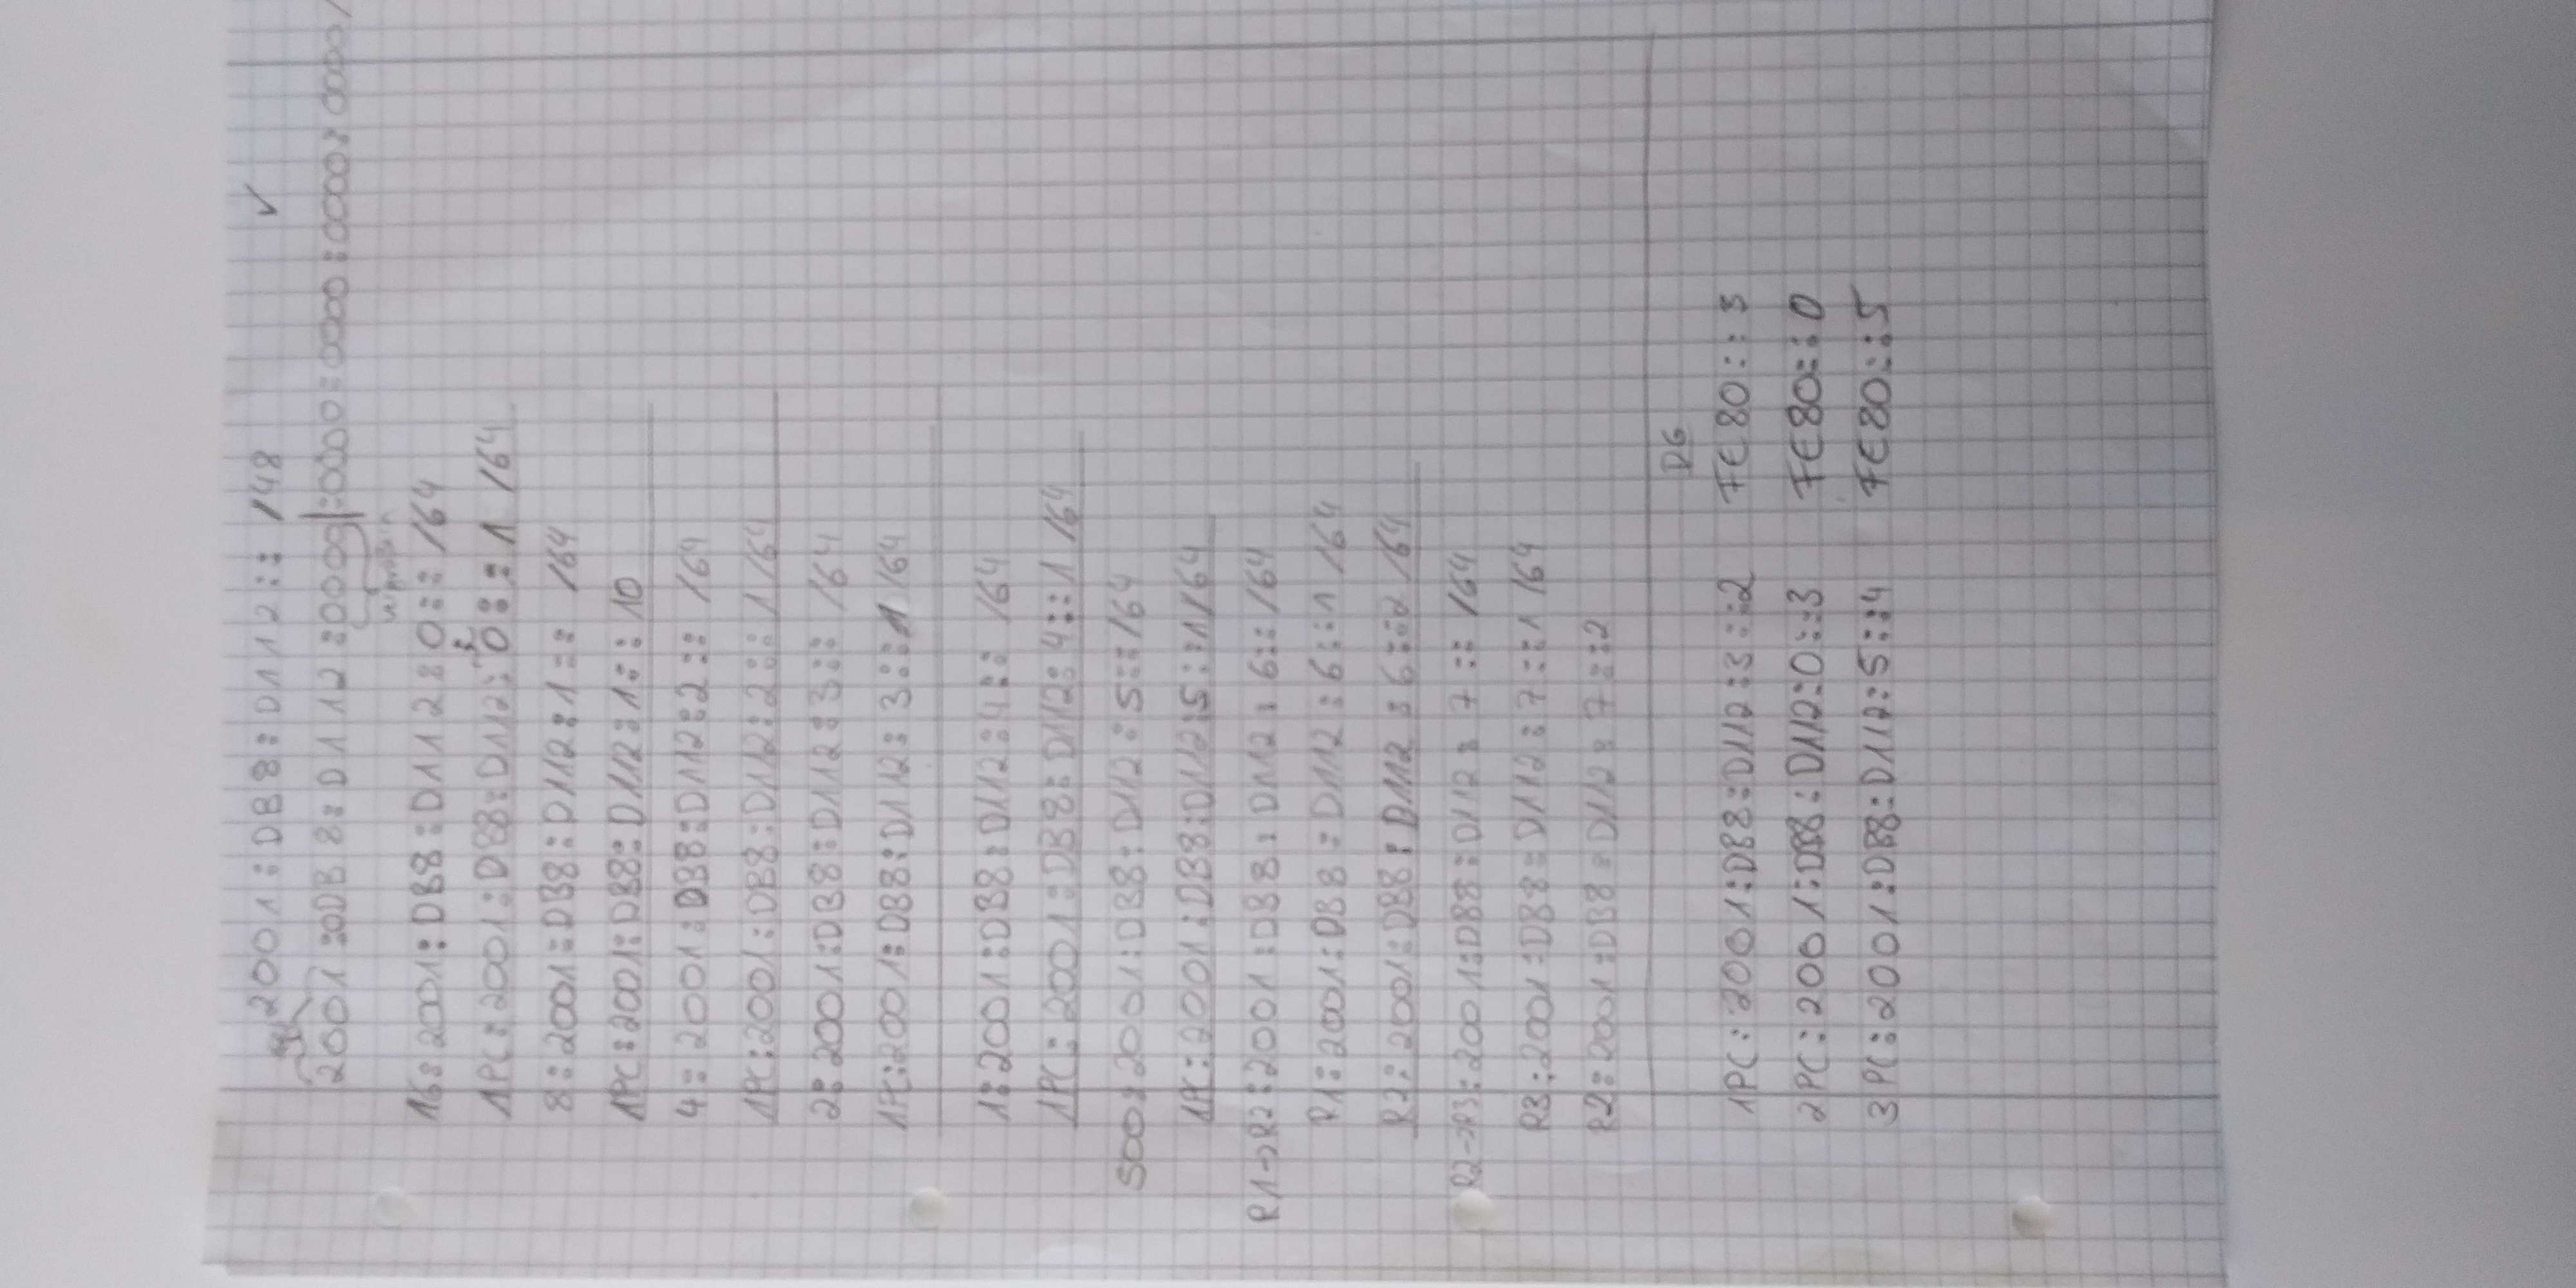 2001:DB8:D112:: /48 ✓
2001:0DB8:D112:0000|:0000:0000:0000:0000/
16: 2001:DB8:D112:0:: /64
1PC:2001:DB8:D112:0::1 /64
8:2001:DB8:D112:1:: /64
1PC:2001:DB8:D112:1::10
4:2001:DB8:D112:2:: /64
1PC:2001:DB8:D112:2::1/64
2:2001:DB8:D112:3:: /64
1PC:2001:DB8:D112:3::1/64
1:2001:DB8:D112:4:: /64
1PC:2001:DB8:D112:4::1 /64
500:2001:DB8:D112:5::/64
1PC:2001:DB8:D112:5::1/64
R1->R2:2001:DB8:D112:6::/64
R1:2001:DB8:D112:6::1 /64
R2:2001:DB8:D112:6::2 /64
R2->R3:2001:DB8:D112:7:: /64
R3:2001:DB8:D112:7::1 /64
R2:2001:DB8:D112:7::2
DG
1PC:2001:DB8:D112:3::2 FE80::3
2PC:2001:DB8:D112:0::3 FE80::0
3PC:2001:DB8:D112:5::4 FE80::5